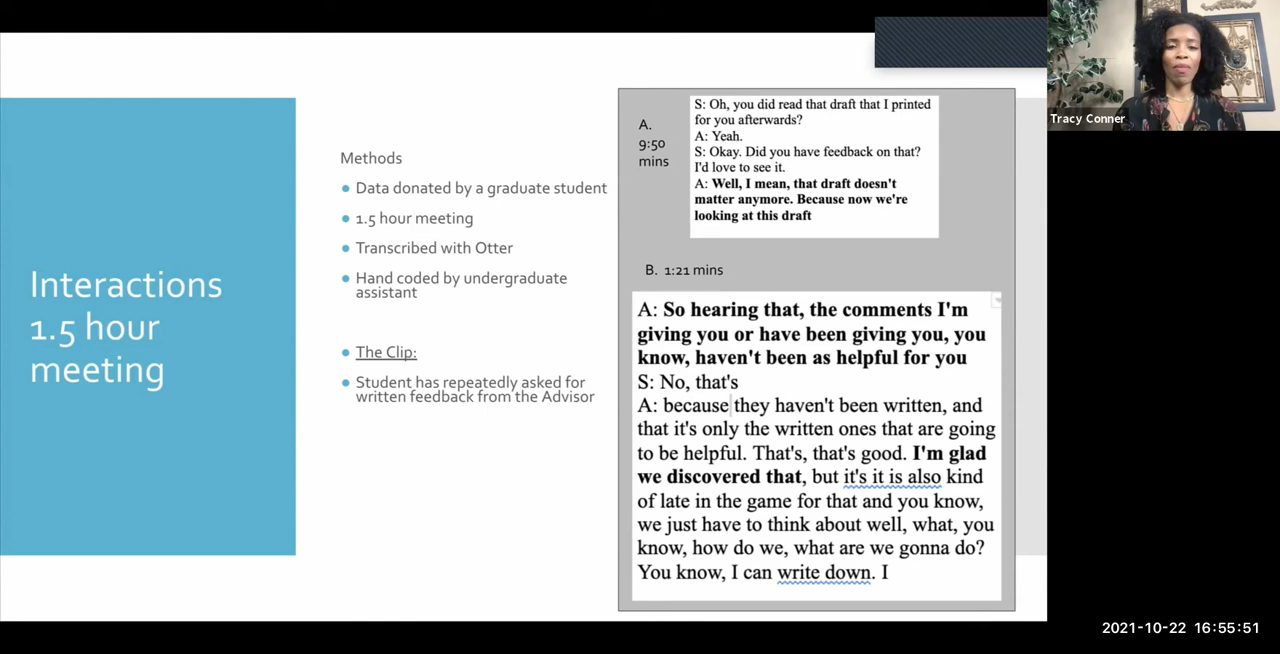 Interactions
1.5 hour
meeting
Methods
● Data donated by a graduate student
● 1.5 hour meeting
● Transcribed with Otter
● Hand coded by undergraduate
assistant
● The Clip:
● Student has repeatedly asked for
written feedback from the Advisor
A.
9:50
mins
S: Oh, you did read that draft that I printed
for you afterwards?
A: Yeah.
S: Okay. Did you have feedback on that?
I'd love to see it.
A: Well, I mean, that draft doesn't
matter anymore. Because now we're
looking at this draft
B. 1:21 mins
A: So hearing that, the comments I'm
giving you or have been giving you, you
know, haven't been as helpful for you
S: No, that's
A: because they haven't been written, and
that it's only the written ones that are going
to be helpful. That's, that's good. I'm glad
we discovered that, but it's it is also kind
of late in the game for that and you know,
we just have to think about well, what, you
know, how do we, what are we gonna do?
You know, I can write down. I
Tracy Conner
2021-10-22 16:55:51